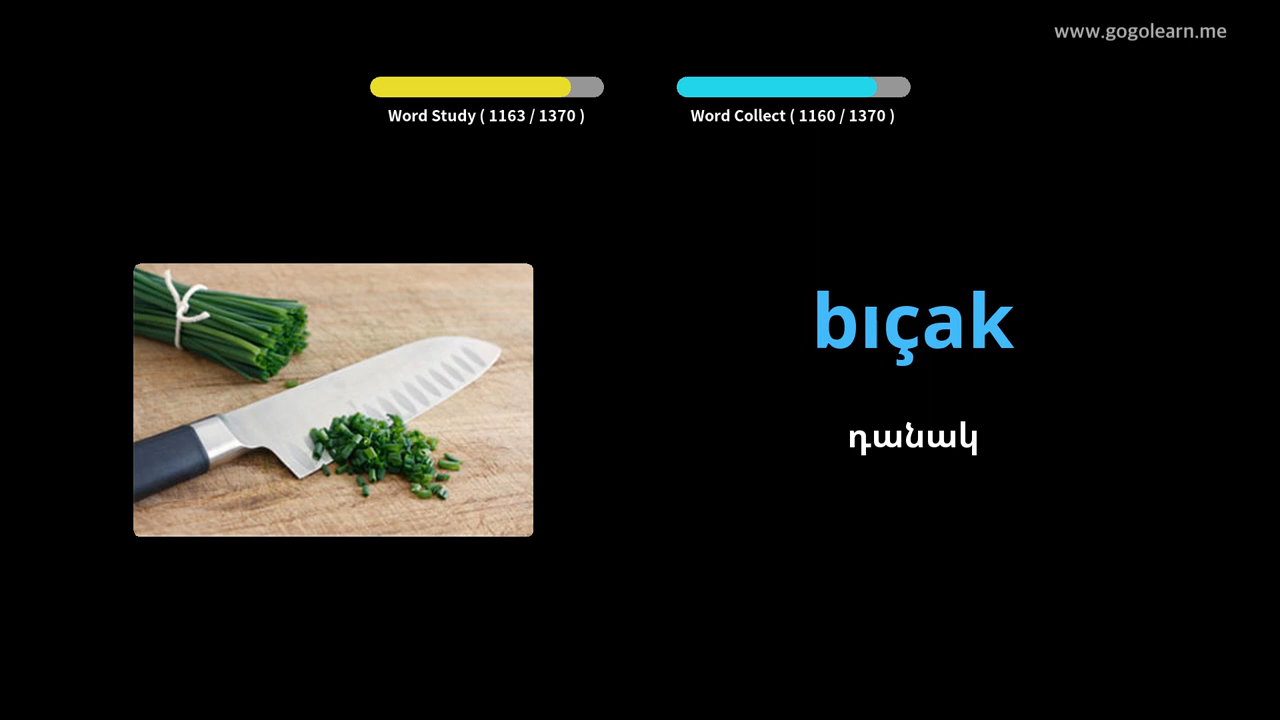 www.gogolearn.me
Word Study ( 1163 / 1370 )
Word Collect ( 1160 / 1370 )
bıçak
դանակ